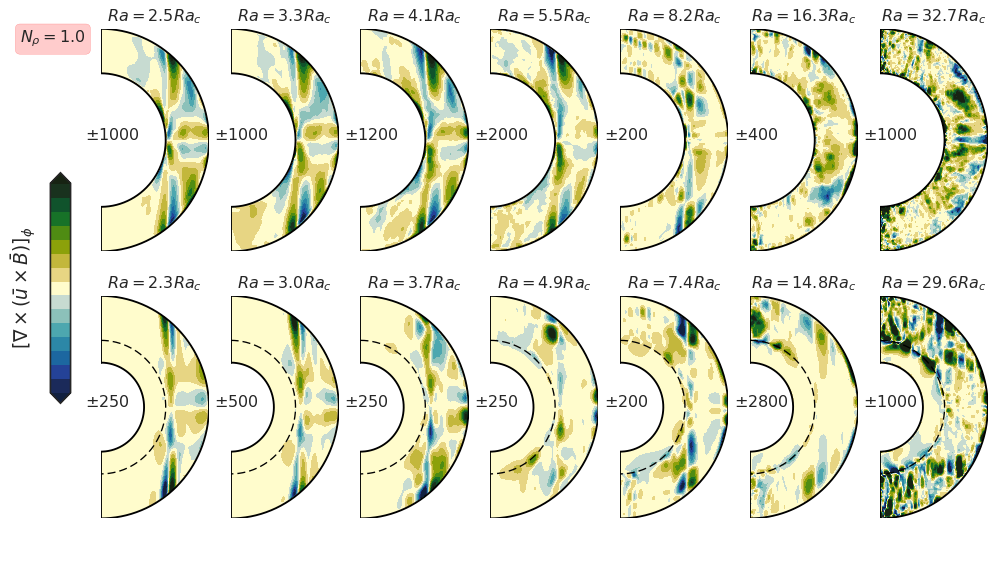 Ra = 2.5Ra_c Ra = 3.3Ra_c Ra = 4.1Ra_c Ra = 5.5Ra_c Ra = 8.2Ra_c Ra = 16.3Ra_c Ra = 32.7Ra_c
N_ρ = 1.0
±1000 ±1000 ±1200 ±2000 ±200 ±400 ±1000
[∇ × (ū × B̄)]_ϕ
Ra = 2.3Ra_c Ra = 3.0Ra_c Ra = 3.7Ra_c Ra = 4.9Ra_c Ra = 7.4Ra_c Ra = 14.8Ra_c Ra = 29.6Ra_c
±250 ±500 ±250 ±250 ±200 ±2800 ±1000